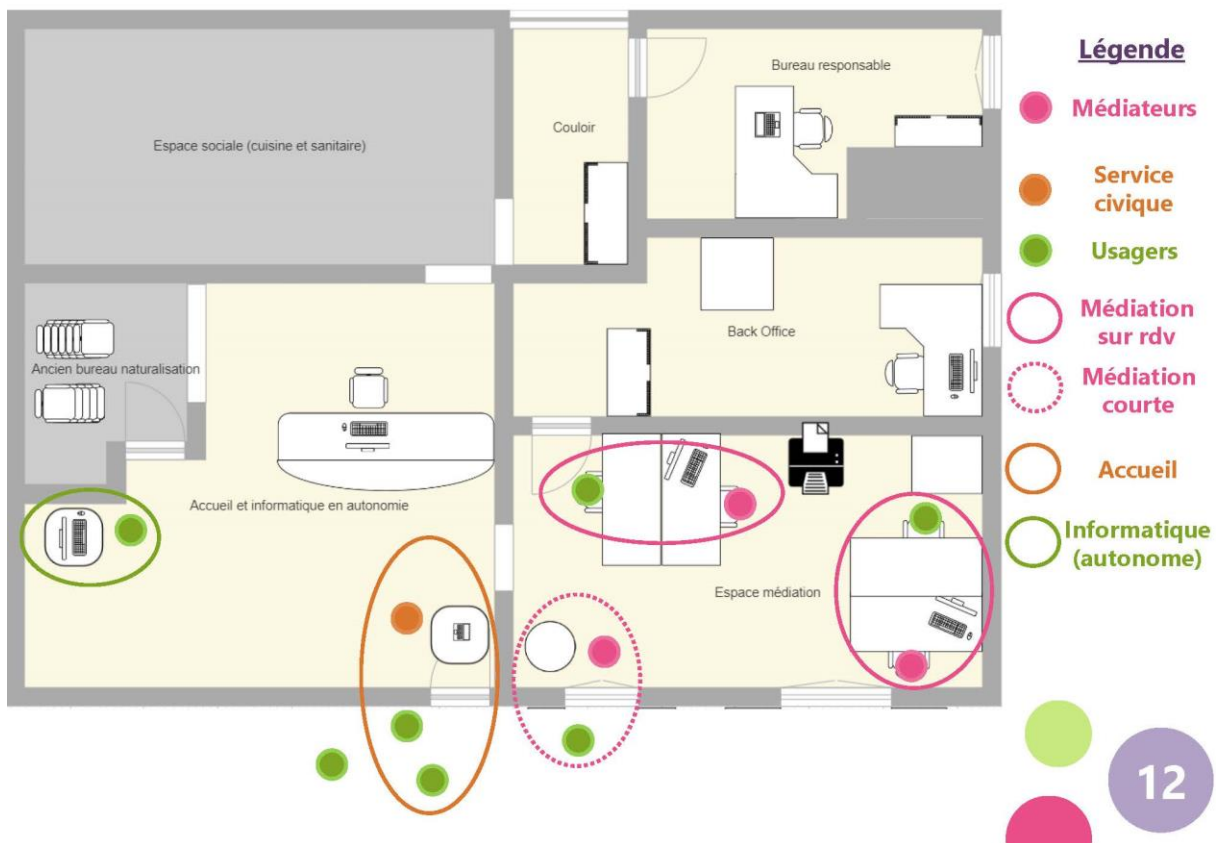 Bureau responsable
Couloir
Espace sociale (cuisine et sanitaire)
Back Office
Ancien bureau naturalisation
Accueil et informatique en autonomie
Espace médiation
Légende
Médiateurs
Service
civique
Usagers
Médiation
sur rdv
Médiation
courte
Accueil
Informatique
(autonome)
12